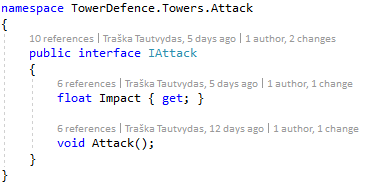 namespace TowerDefence.Towers.Attack
{
10 references | Traška Tautvydas, 5 days ago | 1 author, 2 changes
public interface IAttack
{
6 references | Traška Tautvydas, 5 days ago | 1 author, 1 change
float Impact { get; }
6 references | Traška Tautvydas, 12 days ago | 1 author, 1 change
void Attack();
}
}